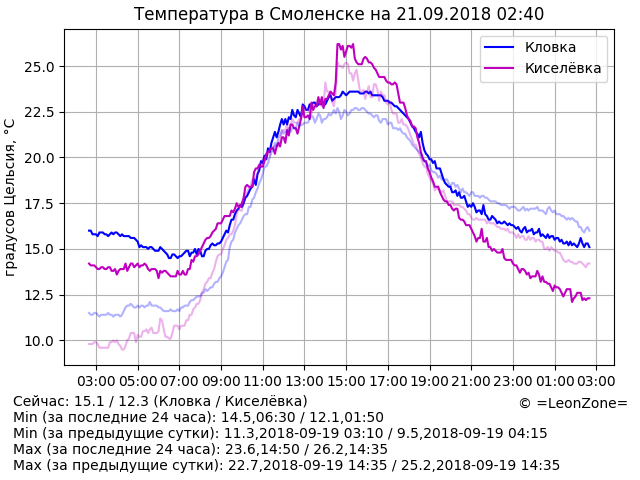 Температура в Смоленске на 21.09.2018 02:40
Кловка
Киселёвка
градусов Цельсия, °C
25.0
22.5
20.0
17.5
15.0
12.5
10.0
03:00 05:00 07:00 09:00 11:00 13:00 15:00 17:00 19:00 21:00 23:00 01:00 03:00
Сейчас: 15.1 / 12.3 (Кловка / Киселёвка)
© =LeonZone=
Min (за последние 24 часа): 14.5,06:30 / 12.1,01:50
Min (за предыдущие сутки): 11.3,2018-09-19 03:10 / 9.5,2018-09-19 04:15
Max (за последние 24 часа): 23.6,14:50 / 26.2,14:35
Max (за предыдущие сутки): 22.7,2018-09-19 14:35 / 25.2,2018-09-19 14:35